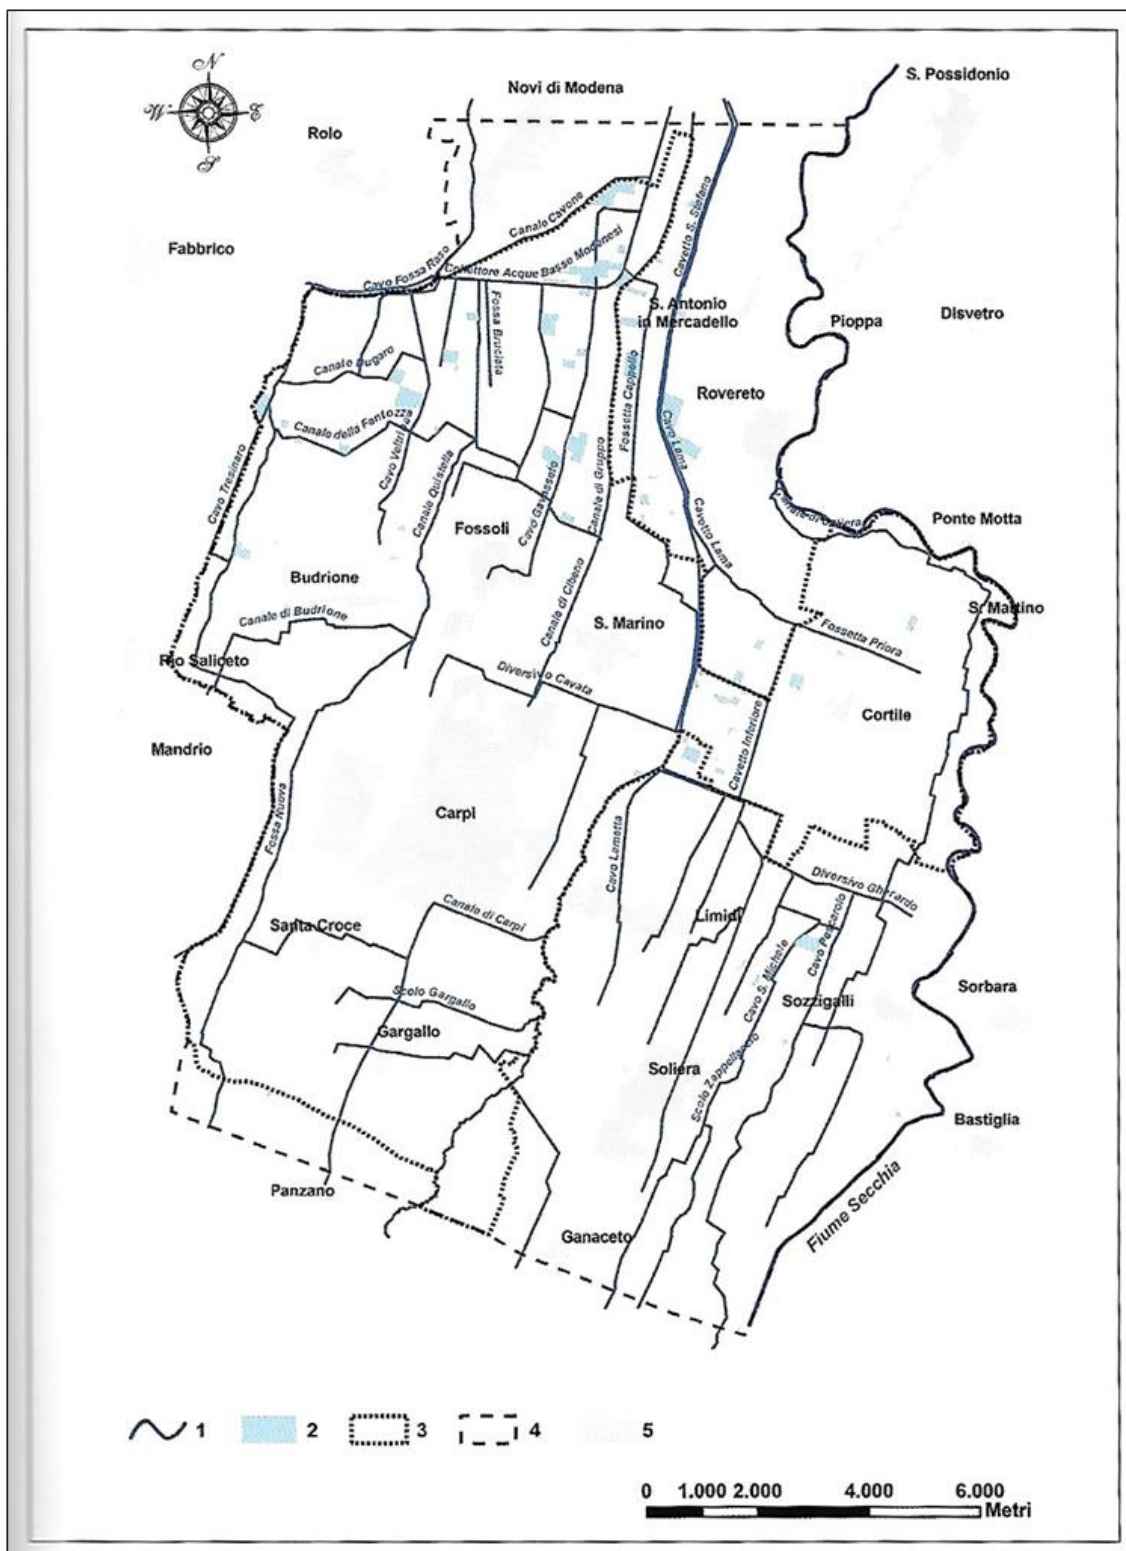 N
W
E
S
Novi di Modena
S. Possidonio
Rolo
Fabbrico
Canale Cavone
Cavetto S. Stefano
Cavo Fossa Raso
Collettore Acque Basse Modenesi
Fossa Bruciata
S. Antonio
in Mercadello
Pioppa
Disvetro
Canale Dugaro
Fossetta Cappello
Rovereto
Canale della Fantozza
Cavo Lama
Cavo Tresinaro
Canale Quistella
Canale di Gruppo
Fossoli
Cavo Gavasseto
Ponte Motta
Cavetto Lama
Budrione
Canale di Cibeno
Canale di Budrione
S. Marino
S. Martino
Fossetta Priora
Rio Saliceto
Diversivo Cavata
Cortile
Mandrio
Cavetto Inferiore
Fossa Nuova
Carpi
Cavo Lametta
Diversivo Gherardo
Canale di Carpi
Limidi
Santa Croce
Cavo Pescarolo
Cavo S. Michele
Scolo Gargallo
Sozzigalli
Sorbara
Gargallo
Soliera
Scolo Zappellaccio
Bastiglia
Panzano
Fiume Secchia
Ganaceto
1 2 3 4 5
0 1.000 2.000 4.000 6.000
Metri